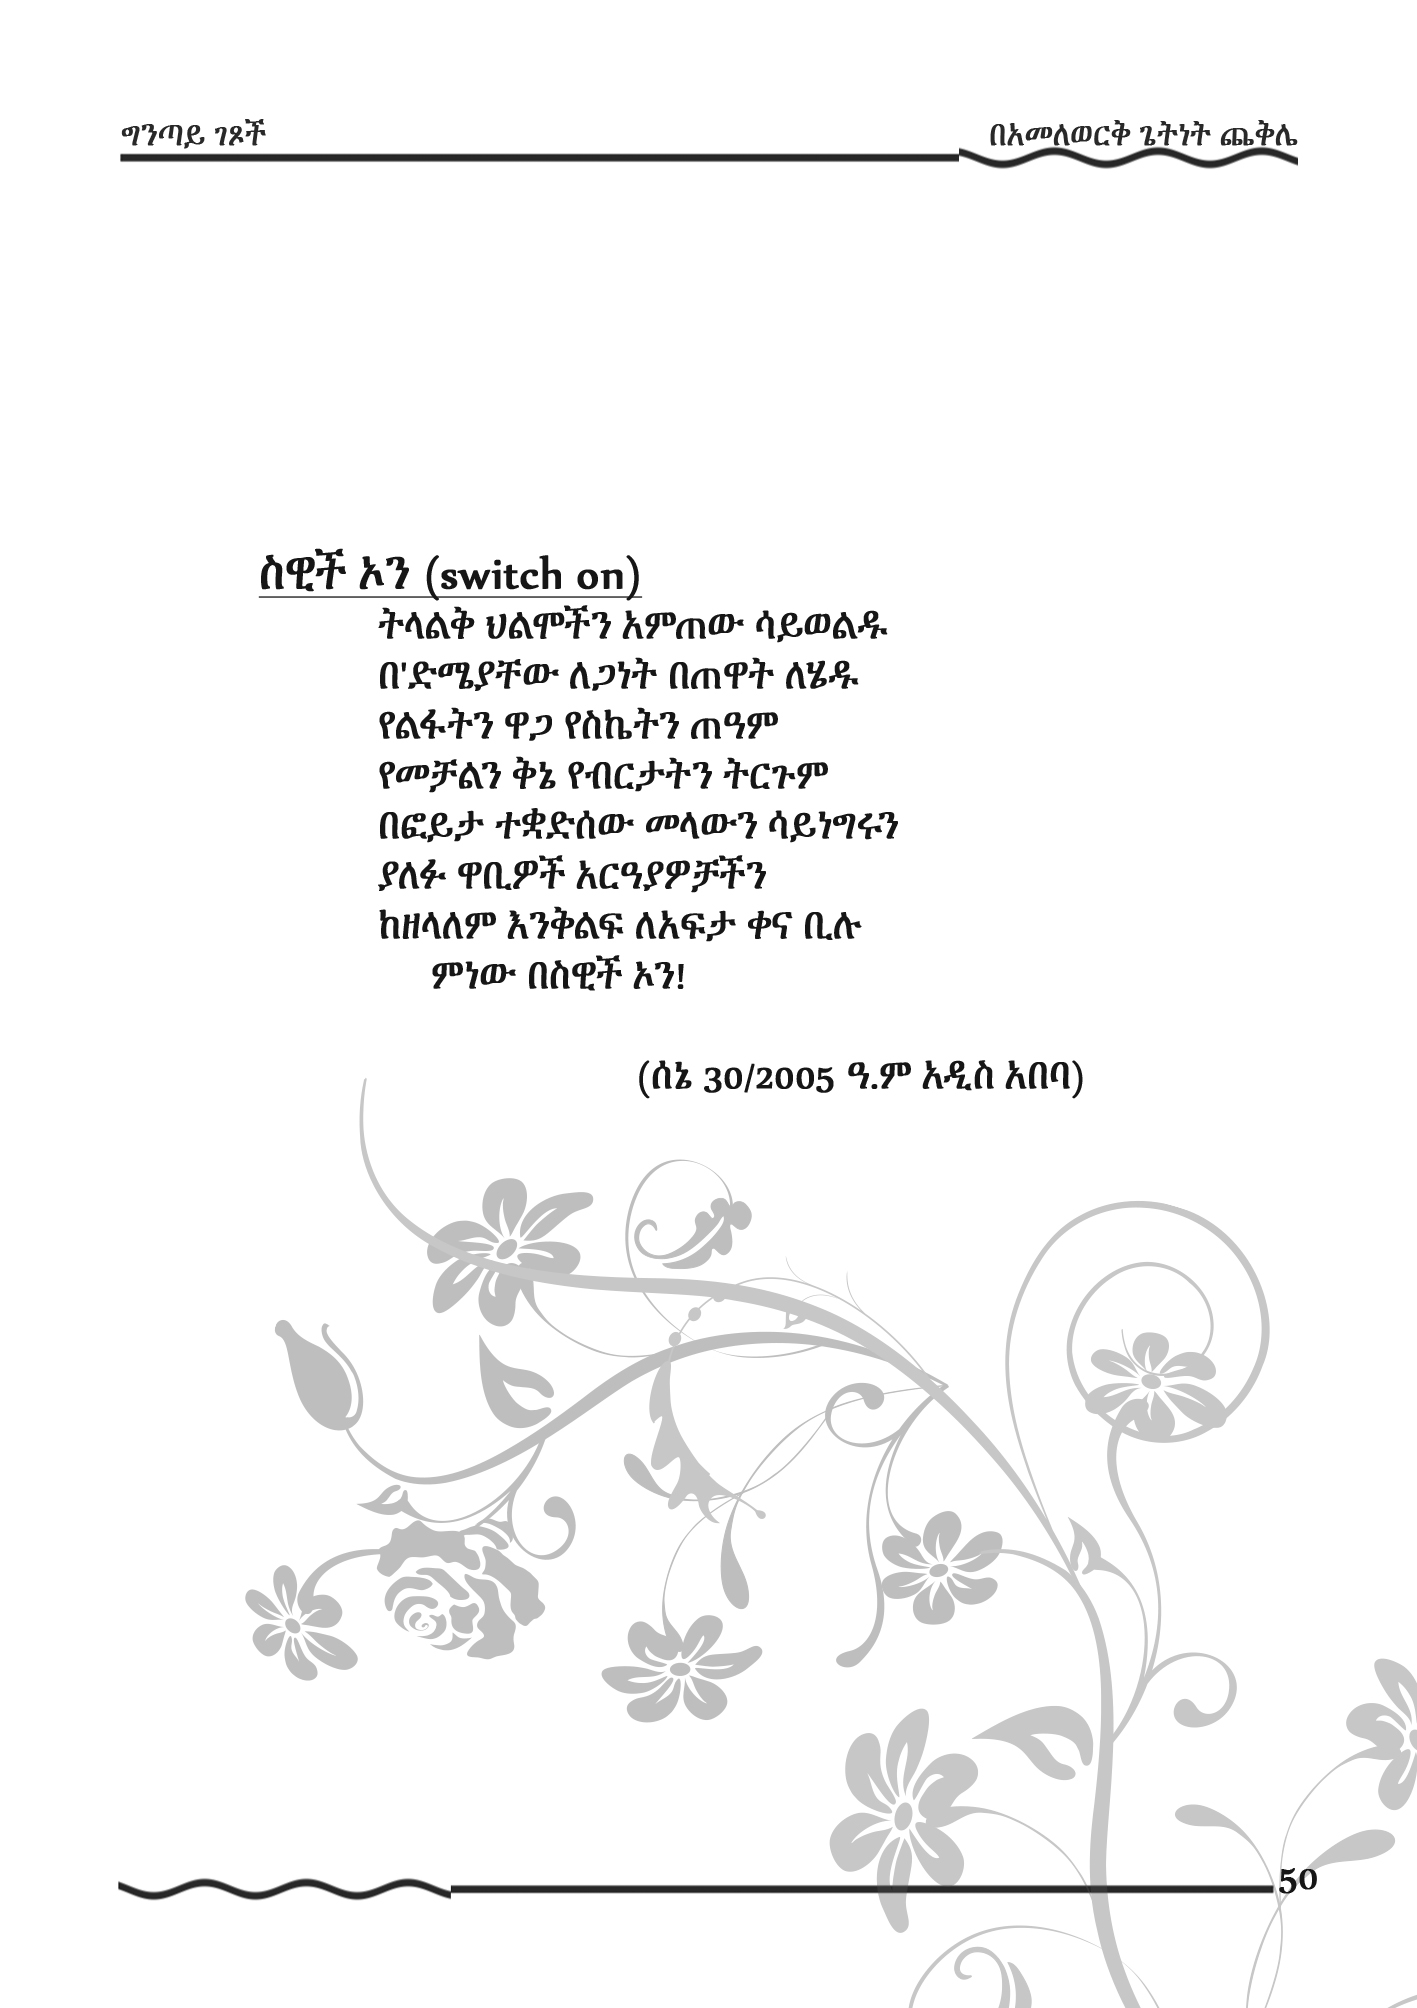 ግንጣይ ገጾች
በአመለወርቅ ጌትነት ጨቅሌ
ስዊች ኦን (switch on)
ትላልቅ ህልሞችን አምጠው ሳይወልዱ
በ'ድሜያቸው ለጋነት በጠዋት ለሄዱ
የልፋትን ዋጋ የስኬትን ጠዓም
የመቻልን ቅኔ የብርታትን ትርጉም
በፎይታ ተቋድሰው መላውን ሳይነግሩን
ያለፉ ዋቢዎች አርዓያዎቻችን
ከዘላለም እንቅልፍ ለአፍታ ቀና ቢሉ
ምነው በስዊች ኦን!
(ሰኔ 30/2005 ዓ.ም አዲስ አበባ)
50